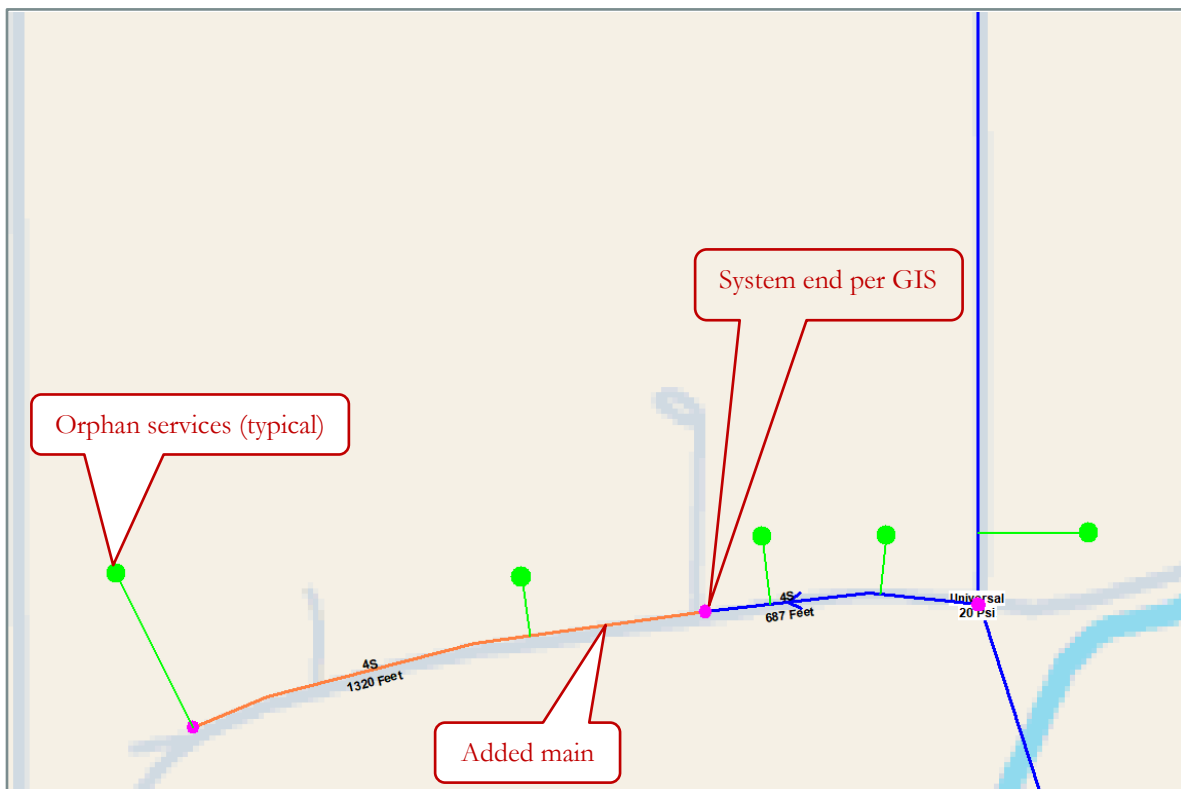 System end per GIS
Orphan services (typical)
4S
687 Feet
Universal
20 Psi
4S
1320 Feet
Added main